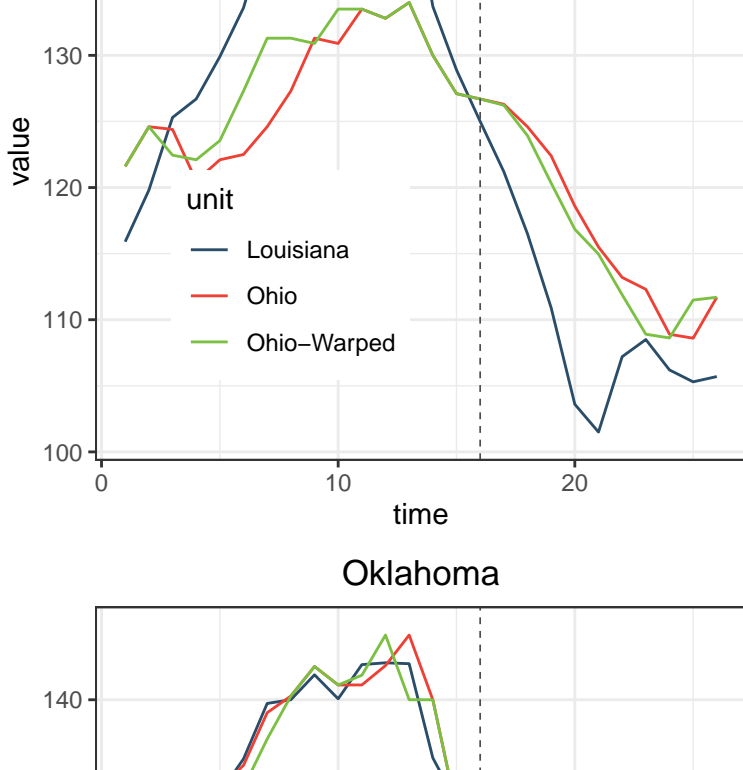 130
120
110
100
value
unit
Louisiana
Ohio
Ohio−Warped
0 10 20
time
Oklahoma
140